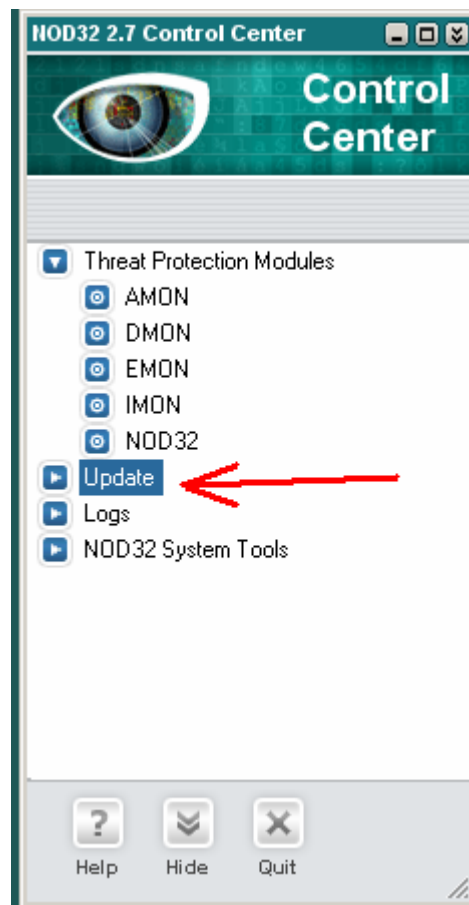 NOD32 2.7 Control Center
Control
Center
Threat Protection Modules
AMON
DMON
EMON
IMON
NOD32
Update
Logs
NOD32 System Tools
?
Help
Hide
Quit